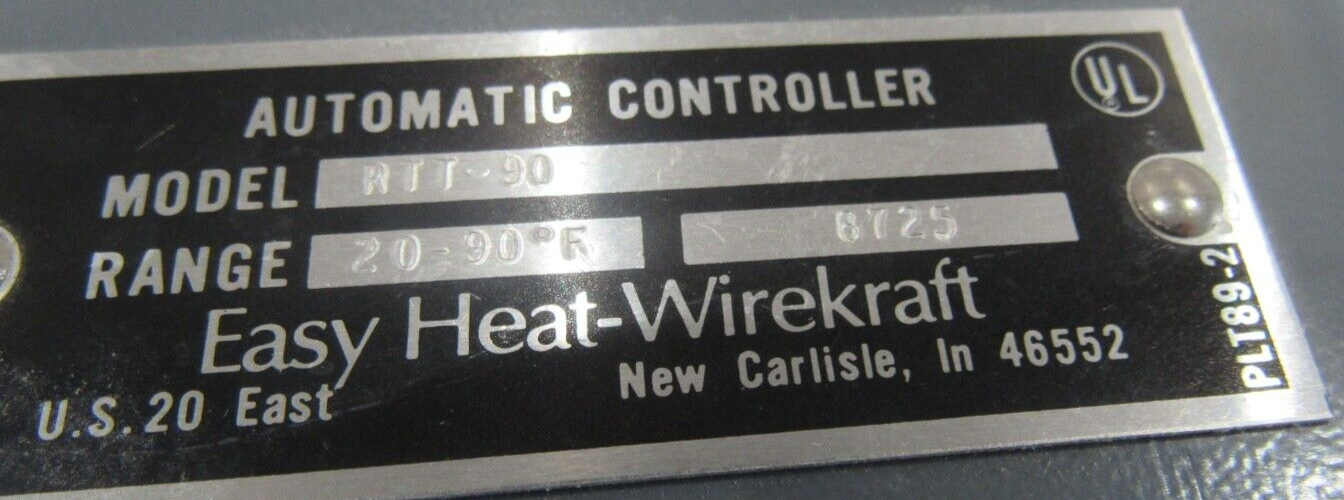 AUTOMATIC CONTROLLER
UL
MODEL RTT-90
RANGE 20-90°F 8725
Easy Heat-Wirekraft
U.S. 20 East New Carlisle, In 46552
PLT89-2